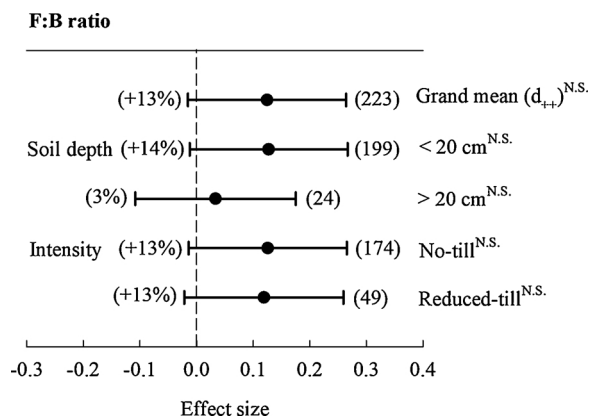 F:B ratio
(+13%) (223) Grand mean (d₊₊)N.S.
Soil depth (+14%) (199) < 20 cmN.S.
(3%) (24) > 20 cmN.S.
Intensity (+13%) (174) No-tillN.S.
(+13%) (49) Reduced-tillN.S.
-0.3 -0.2 -0.1 0.0 0.1 0.2 0.3 0.4
Effect size